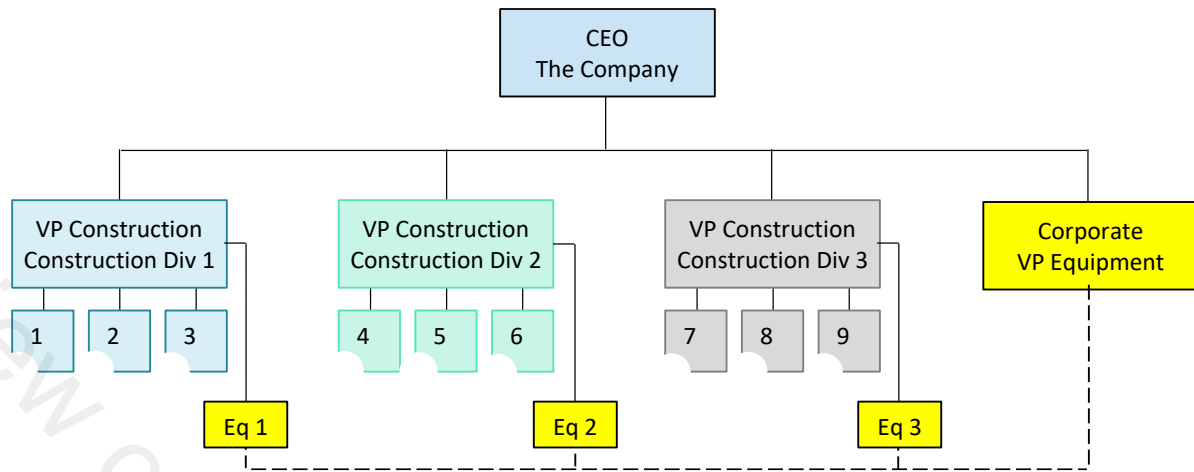 CEO
The Company
VP Construction
Construction Div 1
VP Construction
Construction Div 2
VP Construction
Construction Div 3
Corporate
VP Equipment
1
2
3
4
5
6
7
8
9
Eq 1
Eq 2
Eq 3